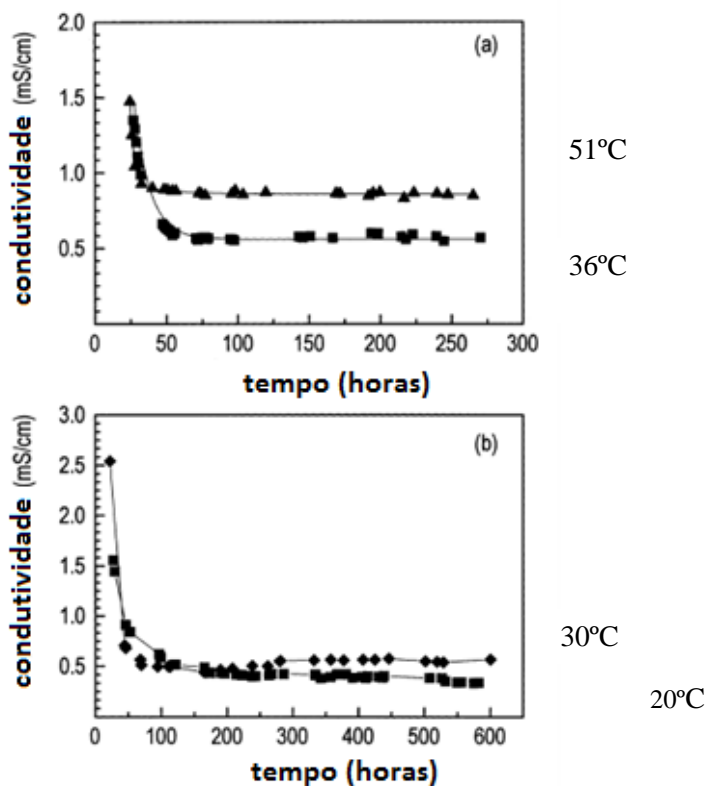 2.0
(a)
condutividade (mS/cm)
1.5
51ºC
1.0
0.5
36ºC
0 50 100 150 200 250 300
tempo (horas)
3.0
(b)
condutividade (mS/cm)
2.5
2.0
1.5
1.0
30ºC
0.5
20ºC
0 100 200 300 400 500 600
tempo (horas)